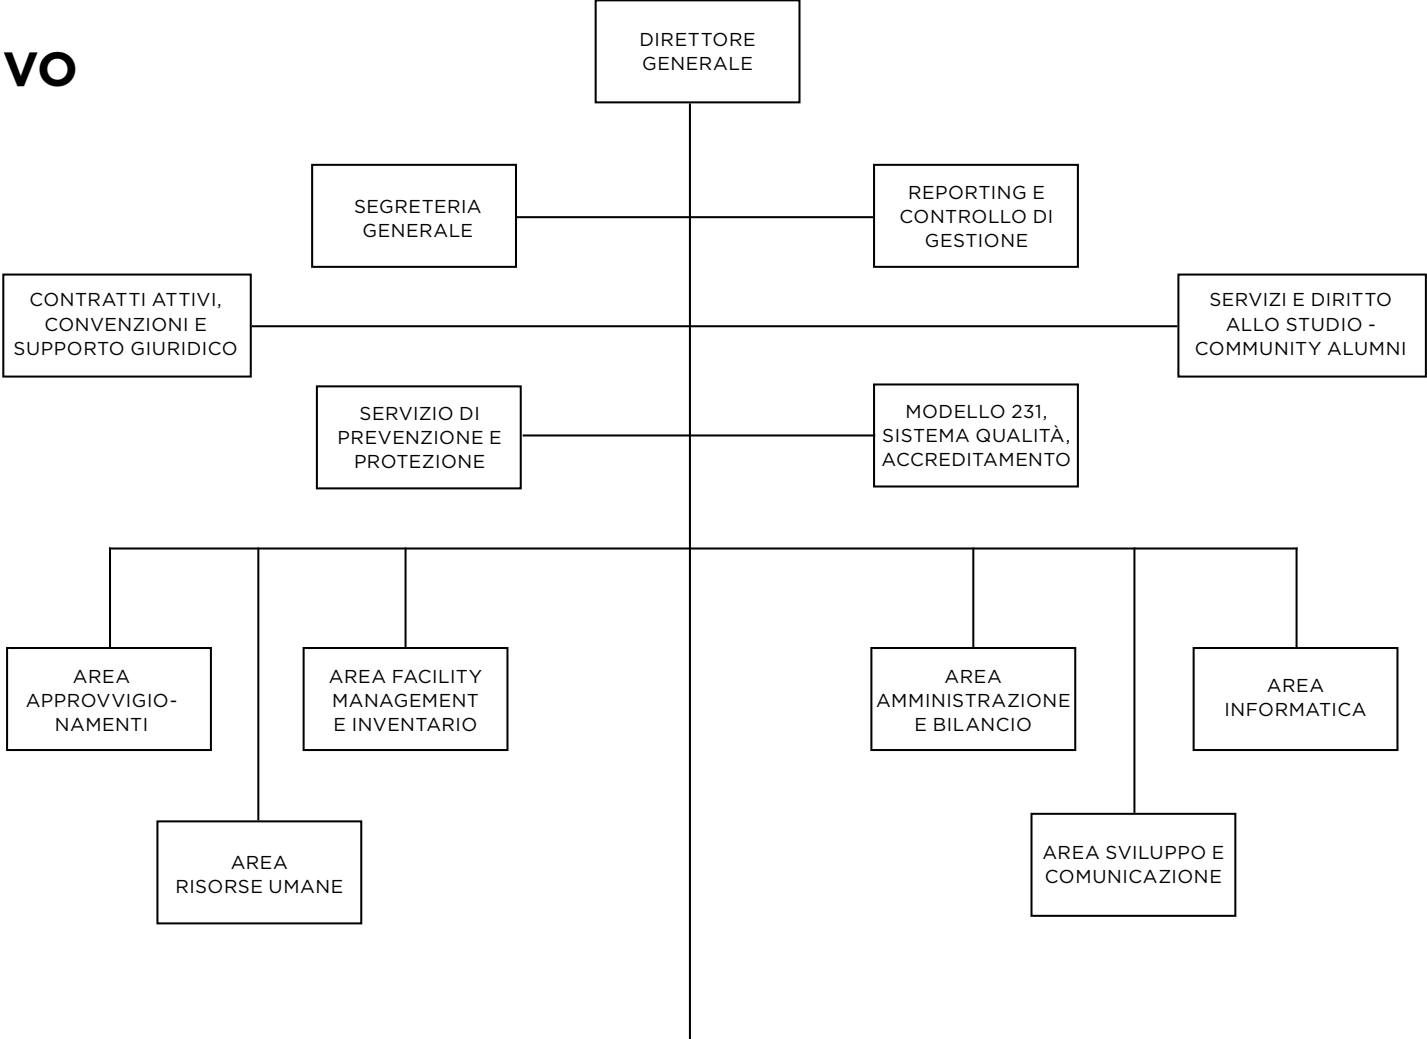 VO
DIRETTORE
GENERALE
SEGRETERIA
GENERALE
REPORTING E
CONTROLLO DI
GESTIONE
CONTRATTI ATTIVI,
CONVENZIONI E
SUPPORTO GIURIDICO
SERVIZI E DIRITTO
ALLO STUDIO -
COMMUNITY ALUMNI
SERVIZIO DI
PREVENZIONE E
PROTEZIONE
MODELLO 231,
SISTEMA QUALITÀ,
ACCREDITAMENTO
AREA
APPROVVIGIO-
NAMENTI
AREA FACILITY
MANAGEMENT
E INVENTARIO
AREA
AMMINISTRAZIONE
E BILANCIO
AREA
INFORMATICA
AREA
RISORSE UMANE
AREA SVILUPPO E
COMUNICAZIONE